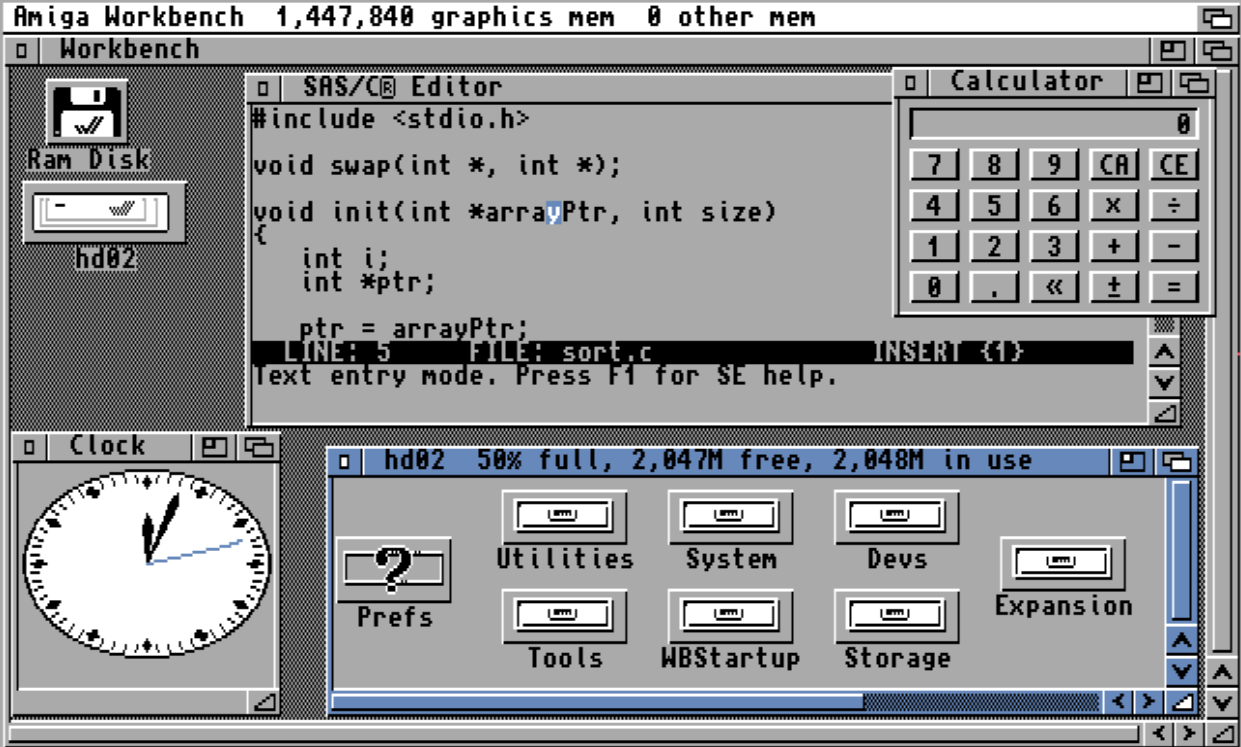 Amiga Workbench 1,447,840 graphics mem 0 other mem
Workbench
Ram Disk
hd02
SAS/C® Editor
#include <stdio.h>
void swap(int *, int *);
void init(int *arrayPtr, int size)
{
int i;
int *ptr;
ptr = arrayPtr;
LINE: 5 FILE: sort.c INSERT {1}
Text entry mode. Press F1 for SE help.
Calculator
0
7 8 9 CA CE
4 5 6 × ÷
1 2 3 + −
0 . « ± =
Clock
hd02 50% full, 2,047M free, 2,048M in use
?
Prefs
Utilities
System
Devs
Expansion
Tools
WBStartup
Storage